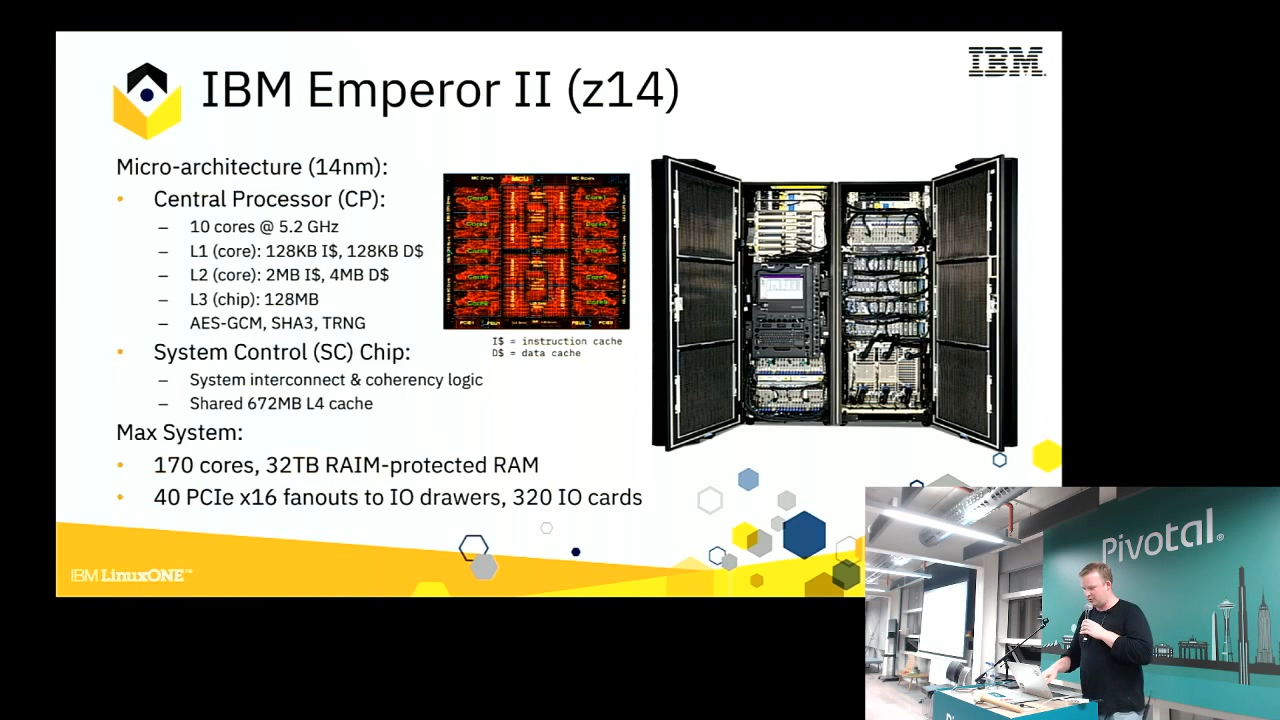 IBM Emperor II (z14)
IBM
Micro-architecture (14nm):
• Central Processor (CP):
– 10 cores @ 5.2 GHz
– L1 (core): 128KB I$, 128KB D$
– L2 (core): 2MB I$, 4MB D$
– L3 (chip): 128MB
– AES-GCM, SHA3, TRNG
I$ = instruction cache
D$ = data cache
• System Control (SC) Chip:
– System interconnect & coherency logic
– Shared 672MB L4 cache
Max System:
• 170 cores, 32TB RAIM-protected RAM
• 40 PCIe x16 fanouts to IO drawers, 320 IO cards
IBM LinuxONE™
Pivotal®